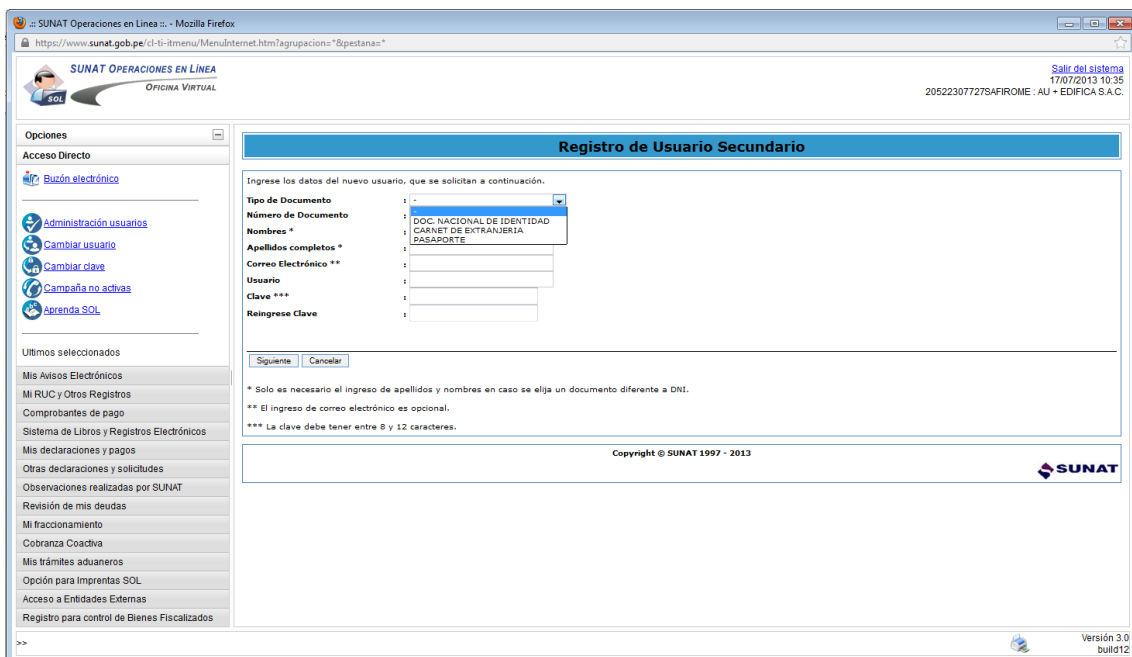 .:: SUNAT Operaciones en Linea ::. - Mozilla Firefox
https://www.sunat.gob.pe/cl-ti-itmenu/MenuInternet.htm?agrupacion=*&pestana=*
SUNAT OPERACIONES EN LÍNEA
OFICINA VIRTUAL
SOL
Salir del sistema
17/07/2013 10:35
20522307727SAFIROME : AU + EDIFICA S.A.C.
Opciones
Acceso Directo
Buzón electrónico
Administración usuarios
Cambiar usuario
Cambiar clave
Campaña no activas
Aprenda SOL
Ultimos seleccionados
Mis Avisos Electrónicos
Mi RUC y Otros Registros
Comprobantes de pago
Sistema de Libros y Registros Electrónicos
Mis declaraciones y pagos
Otras declaraciones y solicitudes
Observaciones realizadas por SUNAT
Revisión de mis deudas
Mi fraccionamiento
Cobranza Coactiva
Mis trámites aduaneros
Opción para Imprentas SOL
Acceso a Entidades Externas
Registro para control de Bienes Fiscalizados
Registro de Usuario Secundario
Ingrese los datos del nuevo usuario, que se solicitan a continuación.
Tipo de Documento : -
-
DOC. NACIONAL DE IDENTIDAD
CARNET DE EXTRANJERIA
PASAPORTE
Número de Documento :
Nombres * :
Apellidos completos * :
Correo Electrónico ** :
Usuario :
Clave *** :
Reingrese Clave :
Siguiente Cancelar
* Solo es necesario el ingreso de apellidos y nombres en caso se elija un documento diferente a DNI.
** El ingreso de correo electrónico es opcional.
*** La clave debe tener entre 8 y 12 caracteres.
Copyright © SUNAT 1997 - 2013
SUNAT
>>
Versión 3.0
build12